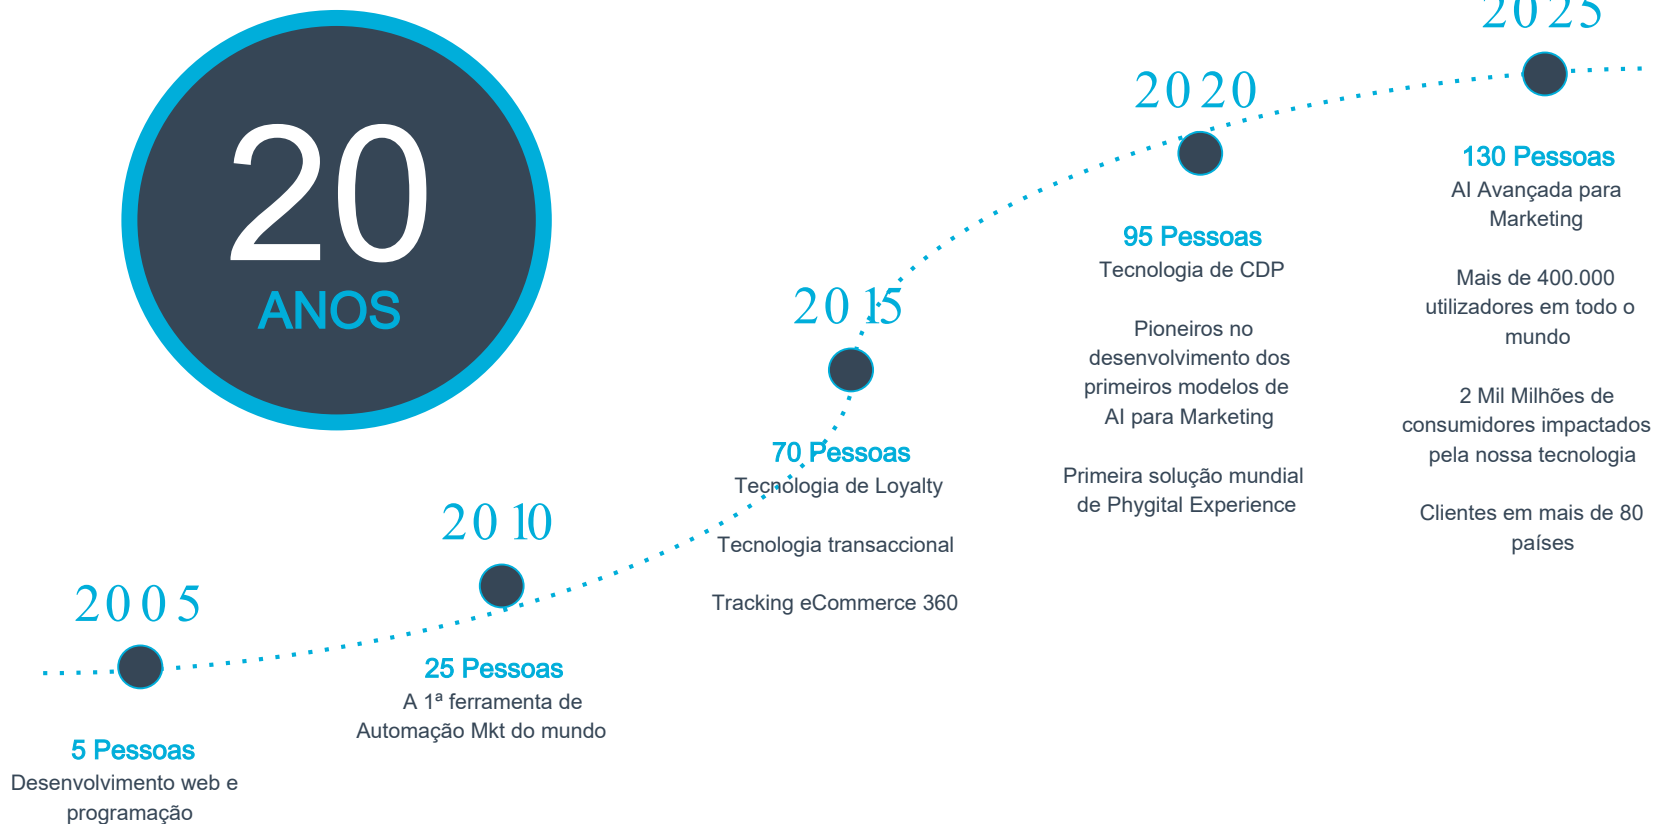 20
ANOS
2005
5 Pessoas
Desenvolvimento web e
programação
2010
25 Pessoas
A 1ª ferramenta de
Automação Mkt do mundo
2015
70 Pessoas
Tecnologia de Loyalty
Tecnologia transaccional
Tracking eCommerce 360
2020
95 Pessoas
Tecnologia de CDP
Pioneiros no
desenvolvimento dos
primeiros modelos de
AI para Marketing
Primeira solução mundial
de Phygital Experience
2025
130 Pessoas
AI Avançada para
Marketing
Mais de 400.000
utilizadores em todo o
mundo
2 Mil Milhões de
consumidores impactados
pela nossa tecnologia
Clientes em mais de 80
países